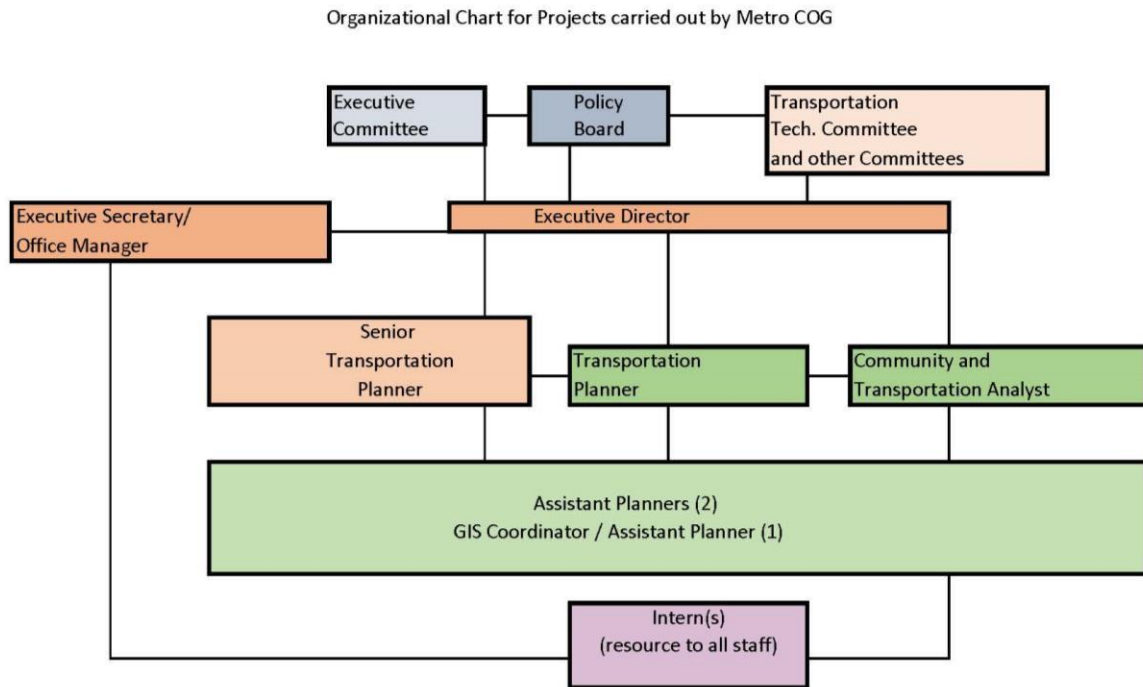 Organizational Chart for Projects carried out by Metro COG
Executive
Committee
Policy
Board
Transportation
Tech. Committee
and other Committees
Executive Secretary/
Office Manager
Executive Director
Senior
Transportation
Planner
Transportation
Planner
Community and
Transportation Analyst
Assistant Planners (2)
GIS Coordinator / Assistant Planner (1)
Intern(s)
(resource to all staff)